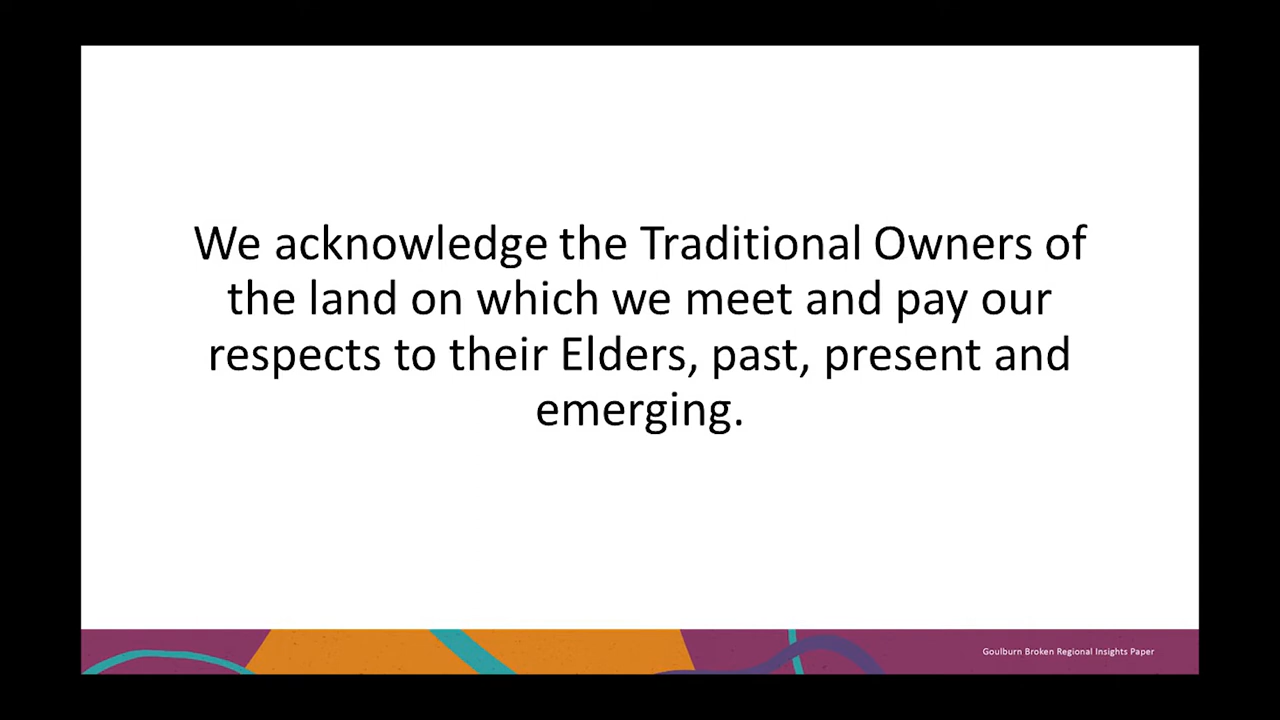 We acknowledge the Traditional Owners of
the land on which we meet and pay our
respects to their Elders, past, present and
emerging.
Goulburn Broken Regional Insights Paper